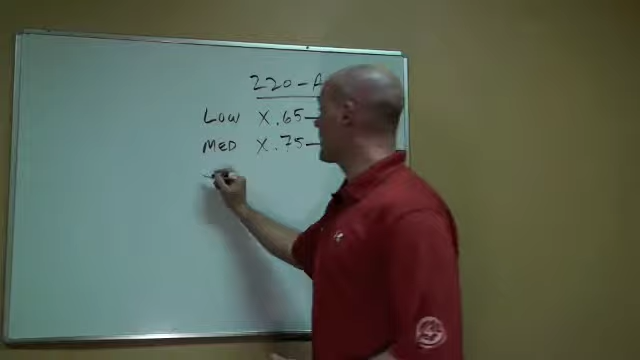 220-A
LOW X .65-
MED X .75-